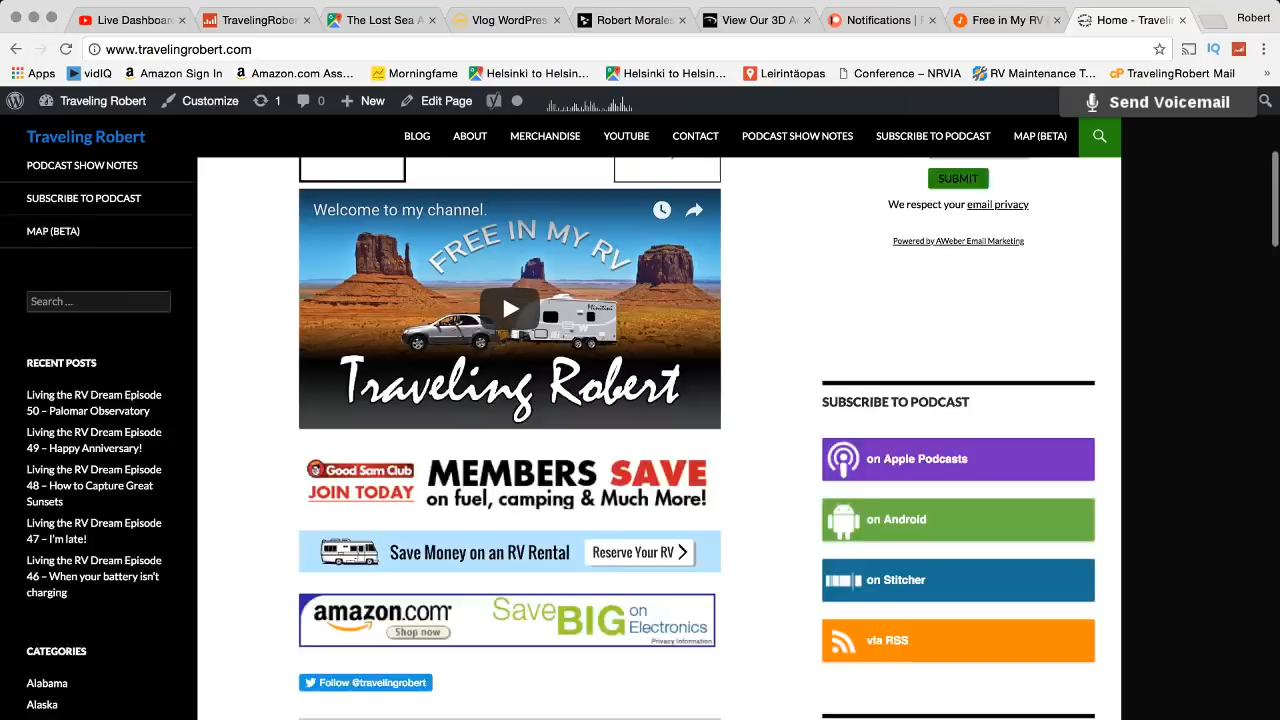 Live Dashboard
TravelingRober
The Lost Sea A
Vlog WordPres
Robert Morales
View Our 3D A
Notifications | P
Free in My RV
Home - Traveli
Robert
www.travelingrobert.com
Apps
vidIQ
Amazon Sign In
Amazon.com Ass...
Morningfame
Helsinki to Helsin...
Helsinki to Helsin...
Leirintäopas
Conference – NRVIA
RV Maintenance T...
TravelingRobert Mail
»
Traveling Robert
Customize
1
0
New
Edit Page
Send Voicemail
Traveling Robert
BLOG
ABOUT
MERCHANDISE
YOUTUBE
CONTACT
PODCAST SHOW NOTES
SUBSCRIBE TO PODCAST
MAP (BETA)
PODCAST SHOW NOTES
SUBSCRIBE TO PODCAST
MAP (BETA)
Search ...
RECENT POSTS
Living the RV Dream Episode
50 – Palomar Observatory
Living the RV Dream Episode
49 – Happy Anniversary!
Living the RV Dream Episode
48 – How to Capture Great
Sunsets
Living the RV Dream Episode
47 – I'm late!
Living the RV Dream Episode
46 – When your battery isn't
charging
CATEGORIES
Alabama
Alaska
Welcome to my channel.
FREE IN MY RV
Traveling Robert
Good Sam Club
JOIN TODAY
MEMBERS SAVE
on fuel, camping & Much More!
Save Money on an RV Rental
Reserve Your RV
amazon.com
Shop now
Save BIG on
Electronics
Privacy Information
Follow @travelingrobert
SUBMIT
We respect your email privacy
Powered by AWeber Email Marketing
SUBSCRIBE TO PODCAST
on Apple Podcasts
on Android
on Stitcher
via RSS